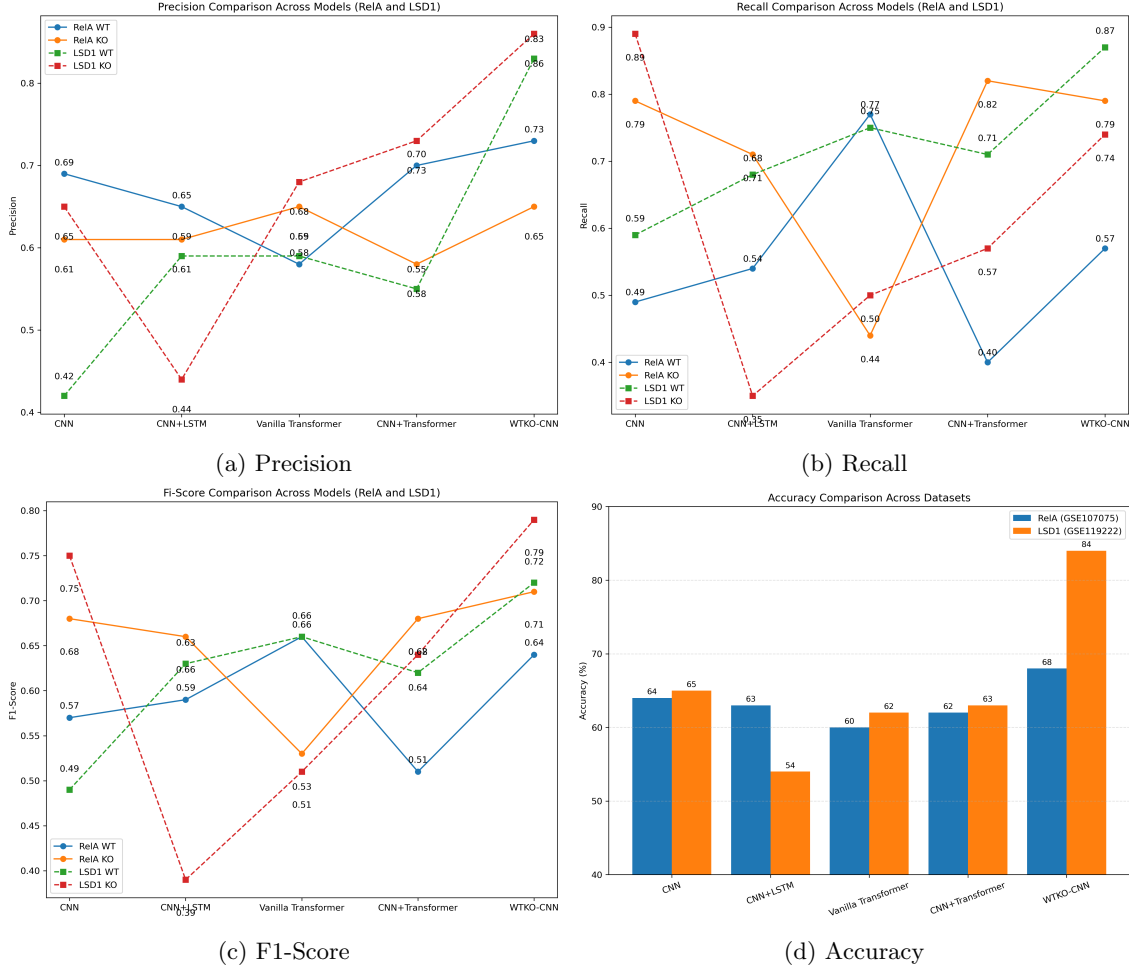 Precision Comparison Across Models (RelA and LSD1)
RelA WT
RelA KO
LSD1 WT
LSD1 KO
Precision
0.8
0.7
0.6
0.5
0.4
0.69
0.65
0.61
0.42
0.65
0.59
0.61
0.44
0.68
0.59
0.58
0.70
0.73
0.55
0.58
0.83
0.86
0.73
0.65
CNN
CNN+LSTM
Vanilla Transformer
CNN+Transformer
WTKO-CNN
(a) Precision
Recall Comparison Across Models (RelA and LSD1)
Recall
0.9
0.8
0.7
0.6
0.5
0.4
0.89
0.79
0.59
0.49
0.68
0.71
0.54
0.35
0.77
0.75
0.50
0.44
0.82
0.71
0.57
0.40
0.87
0.79
0.74
0.57
RelA WT
RelA KO
LSD1 WT
LSD1 KO
CNN
CNN+LSTM
Vanilla Transformer
CNN+Transformer
WTKO-CNN
(b) Recall
Fi-Score Comparison Across Models (RelA and LSD1)
F1-Score
0.80
0.75
0.70
0.65
0.60
0.55
0.50
0.45
0.40
0.75
0.68
0.57
0.49
0.63
0.66
0.59
0.39
0.66
0.66
0.53
0.51
0.64
0.51
0.79
0.72
0.71
0.64
RelA WT
RelA KO
LSD1 WT
LSD1 KO
CNN
CNN+LSTM
Vanilla Transformer
CNN+Transformer
WTKO-CNN
(c) F1-Score
Accuracy Comparison Across Datasets
RelA (GSE107075)
LSD1 (GSE119222)
Accuracy (%)
90
80
70
60
50
40
64
65
63
54
60
62
62
63
68
84
CNN
CNN+LSTM
Vanilla Transformer
CNN+Transformer
WTKO-CNN
(d) Accuracy